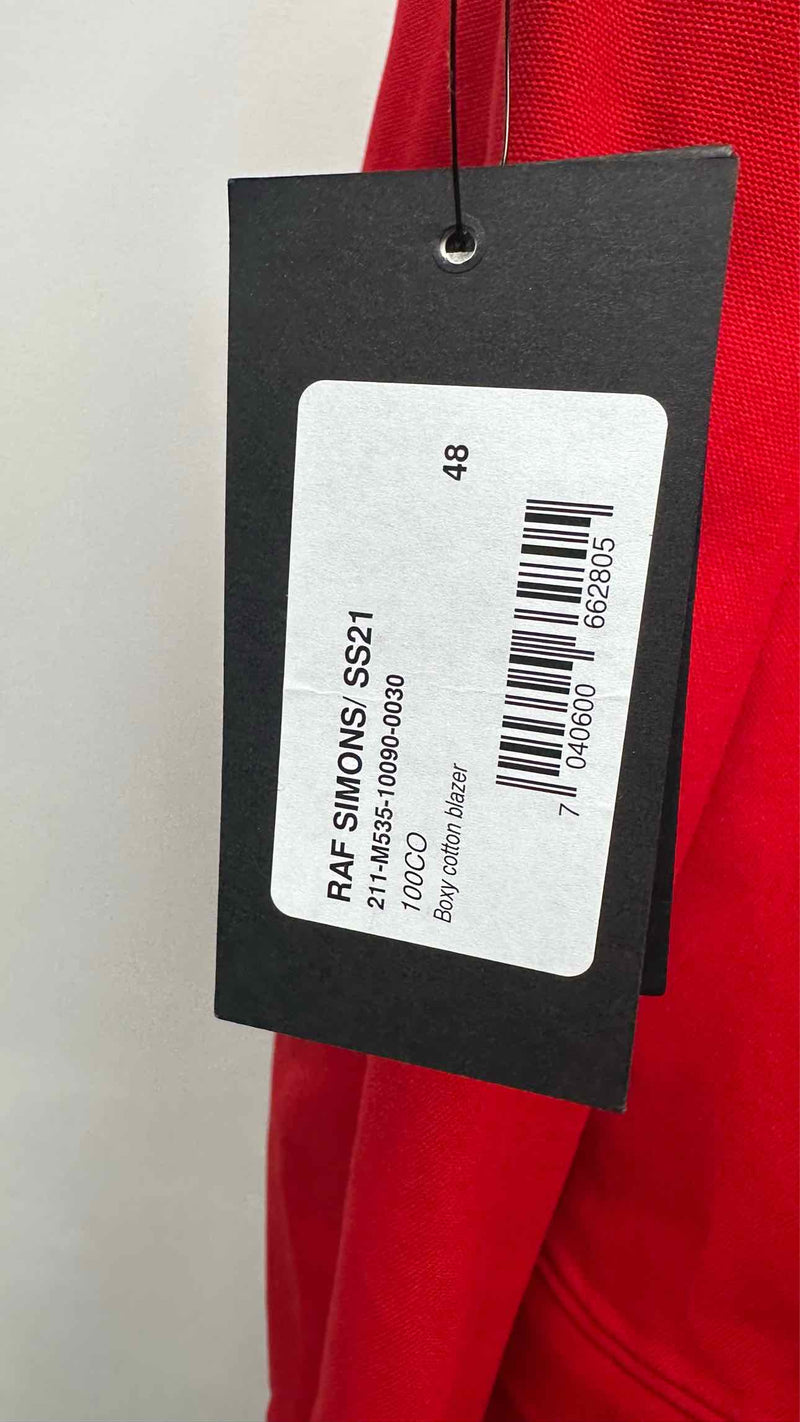 RAF SIMONS/ SS21
211-M535-10090-0030
100CO
Boxy cotton blazer
48
7 040600 662805